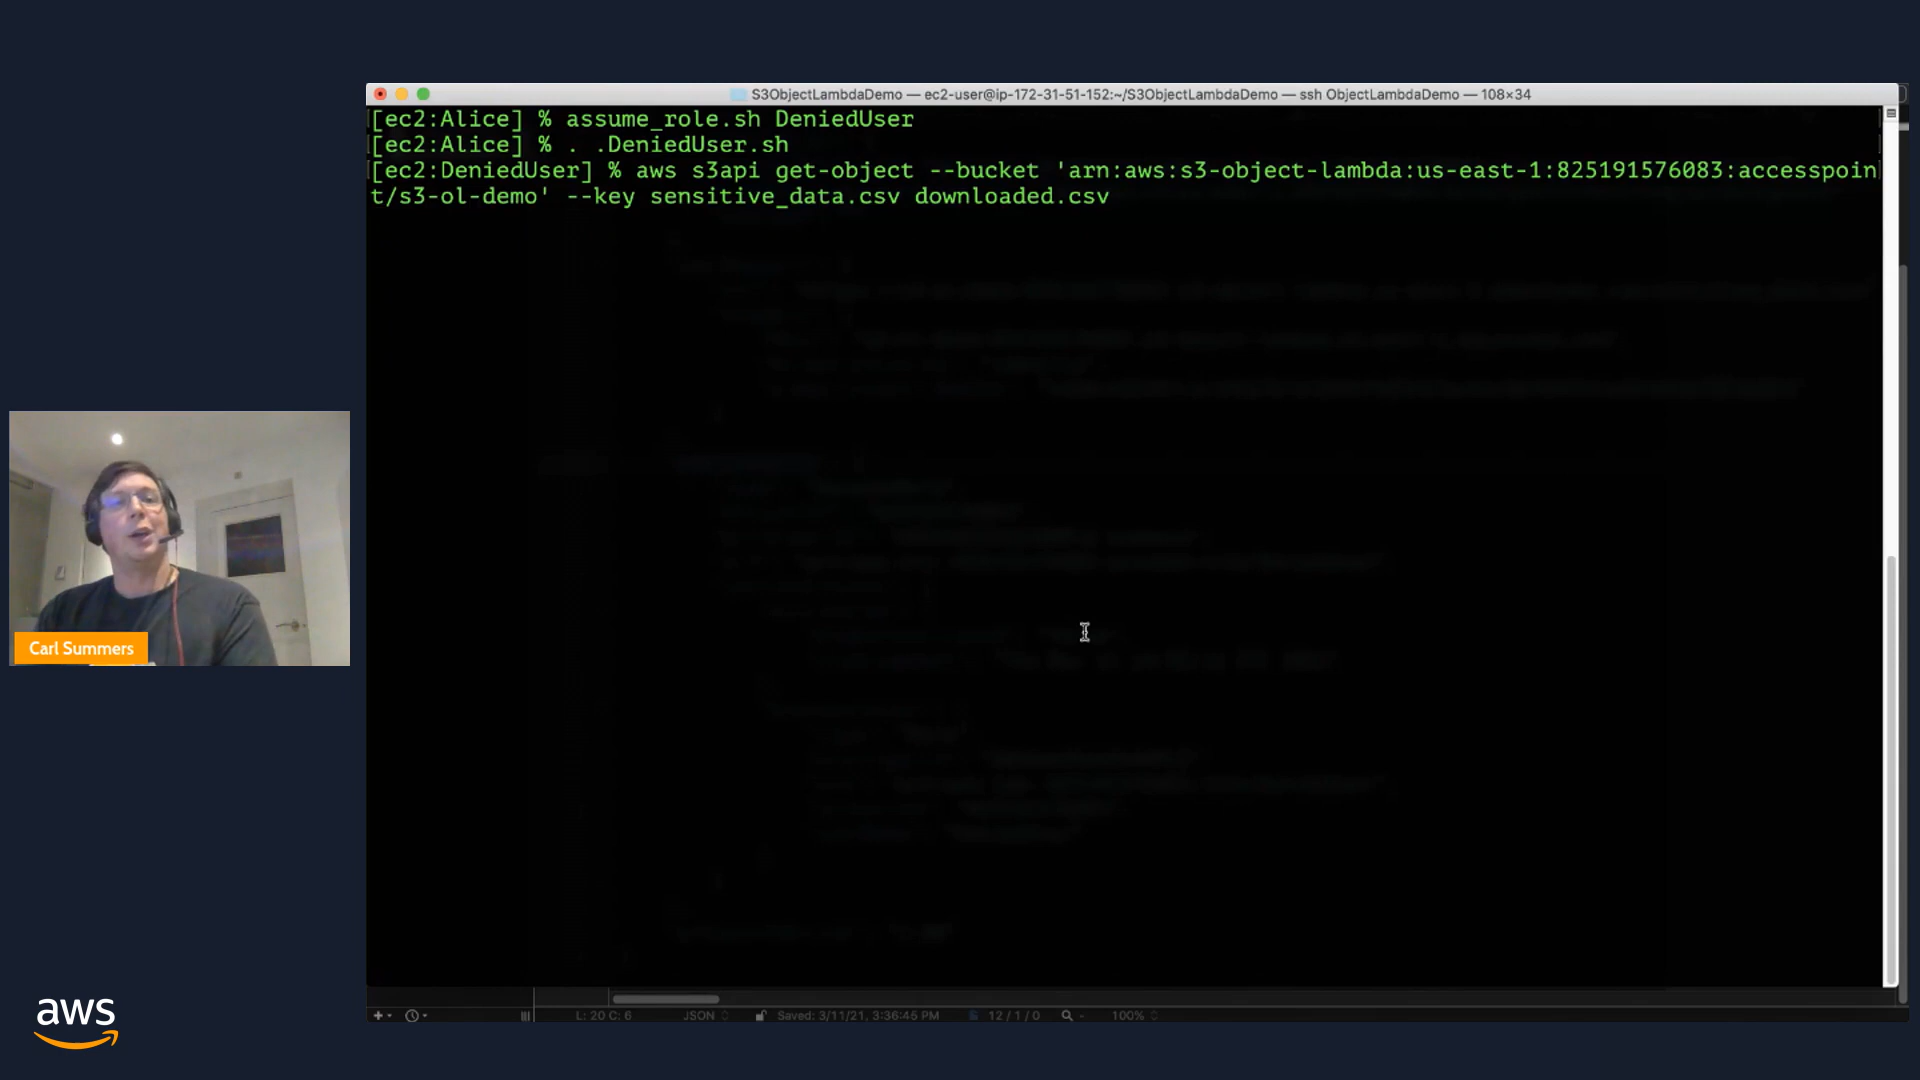 S3ObjectLambdaDemo — ec2-user@ip-172-31-51-152:~/S3ObjectLambdaDemo — ssh ObjectLambdaDemo — 108×34
[ec2:Alice] % assume_role.sh DeniedUser
[ec2:Alice] % . .DeniedUser.sh
[ec2:DeniedUser] % aws s3api get-object --bucket 'arn:aws:s3-object-lambda:us-east-1:825191576083:accesspoin
t/s3-ol-demo' --key sensitive_data.csv downloaded.csv
Carl Summers
aws
L: 20 C: 6 JSON Saved: 3/11/21, 3:36:45 PM 12 / 1 / 0 100%